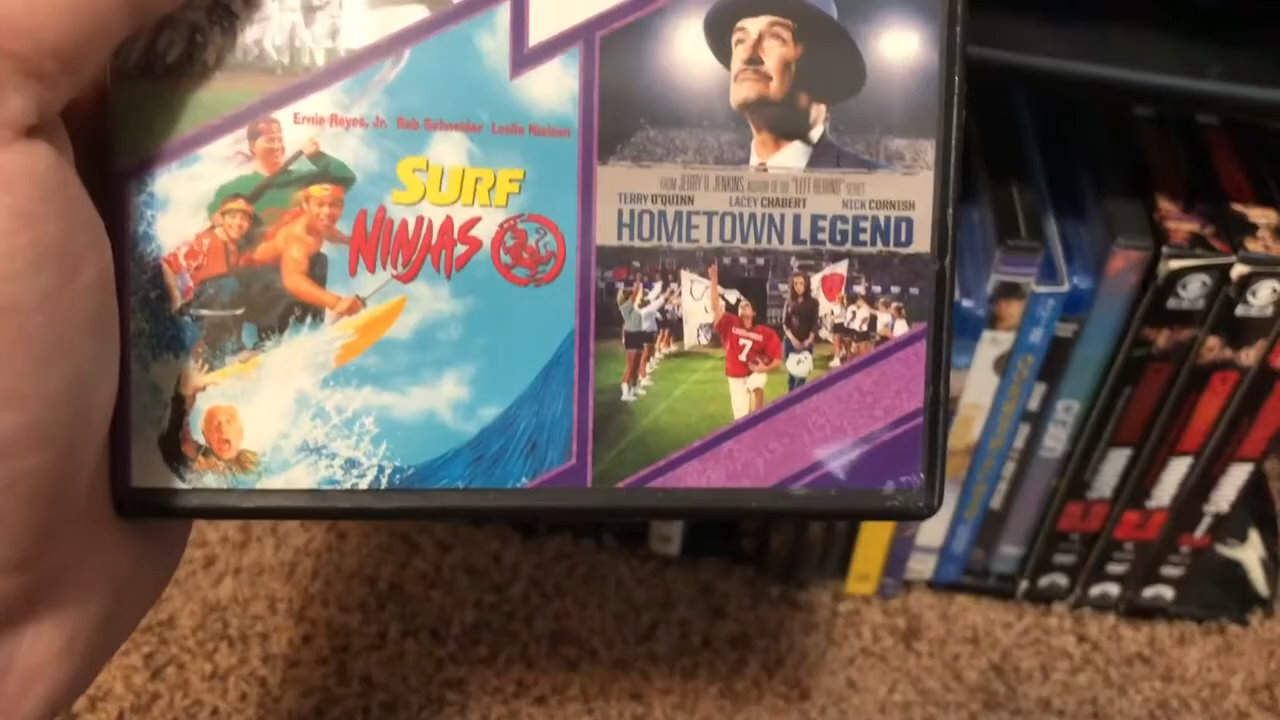 Ernie Reyes, Jr. Rob Schneider Leslie Nielsen
SURF
NINJAS
FROM JERRY B. JENKINS, AUTHOR OF THE "LEFT BEHIND" SERIES
TERRY O'QUINN LACEY CHABERT NICK CORNISH
HOMETOWN LEGEND
7